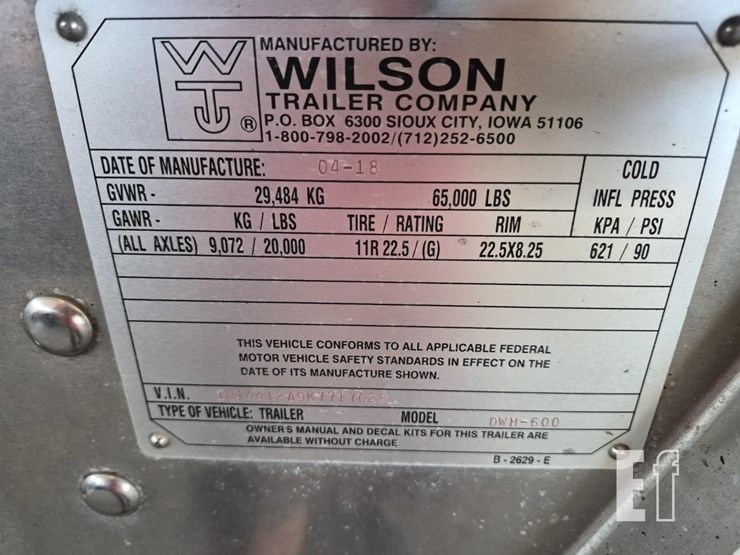 MANUFACTURED BY:
WILSON
TRAILER COMPANY
P.O. BOX 6300 SIOUX CITY, IOWA 51106
1-800-798-2002/(712)252-6500
WT ®
DATE OF MANUFACTURE: 04-18 COLD
GVWR - 29,484 KG 65,000 LBS INFL PRESS
GAWR - KG / LBS TIRE / RATING RIM KPA / PSI
(ALL AXLES) 9,072 / 20,000 11R 22.5 / (G) 22.5X8.25 621 / 90
THIS VEHICLE CONFORMS TO ALL APPLICABLE FEDERAL
MOTOR VEHICLE SAFETY STANDARDS IN EFFECT ON THE
DATE OF ITS MANUFACTURE SHOWN.
V.I.N.
TYPE OF VEHICLE: TRAILER MODEL DWH-600
OWNER'S MANUAL AND DECAL KITS FOR THIS TRAILER ARE
AVAILABLE WITHOUT CHARGE
B - 2629 - E
Ef